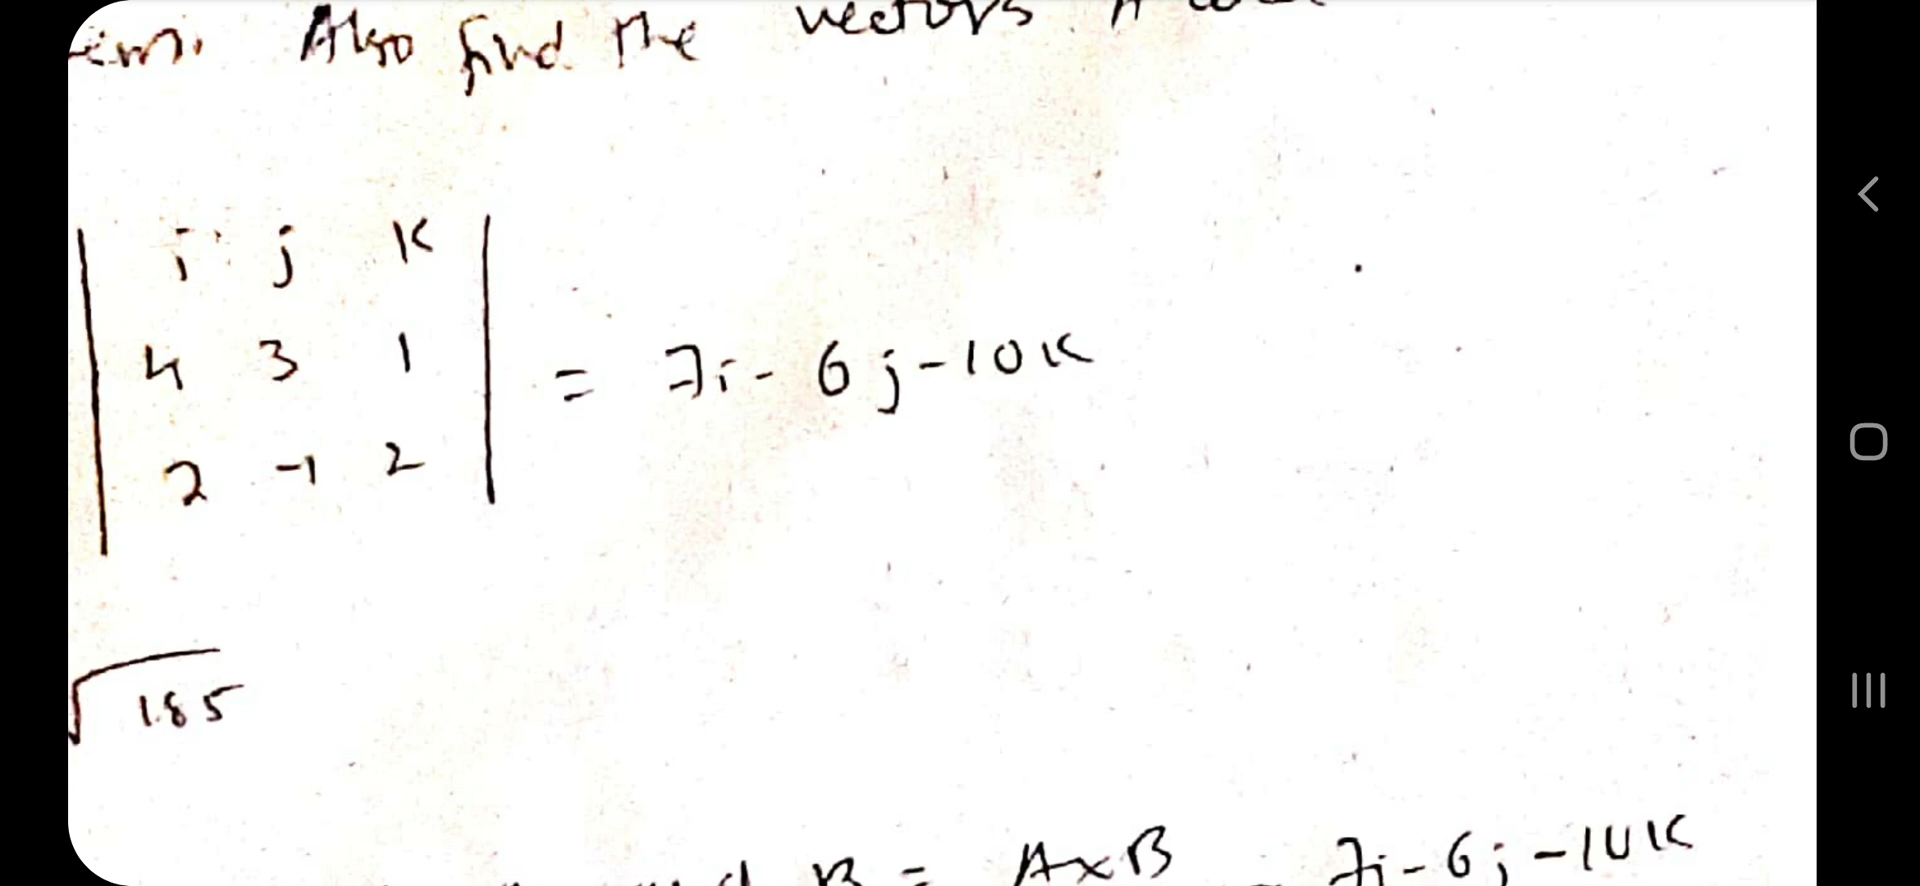 Also find the vectors
| i j k |
| 4 3 1 | = 7i - 6j - 10k
| 2 -1 2 |
√185
B = A×B = 7i - 6j - 10k